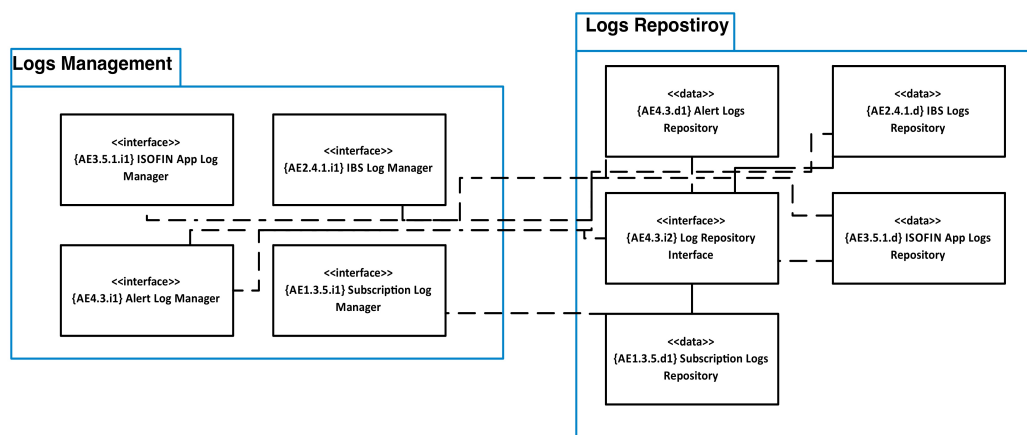 Logs Management
<<interface>>
{AE3.5.1.i1} ISOFIN App Log
Manager
<<interface>>
{AE2.4.1.i1} IBS Log Manager
<<interface>>
{AE4.3.i1} Alert Log Manager
<<interface>>
{AE1.3.5.i1} Subscription Log
Manager
Logs Repostiroy
<<data>>
{AE4.3.d1} Alert Logs
Repository
<<data>>
{AE2.4.1.d} IBS Logs
Repository
<<interface>>
{AE4.3.i2} Log Repository
Interface
<<data>>
{AE3.5.1.d} ISOFIN App Logs
Repository
<<data>>
{AE1.3.5.d1} Subscription Logs
Repository